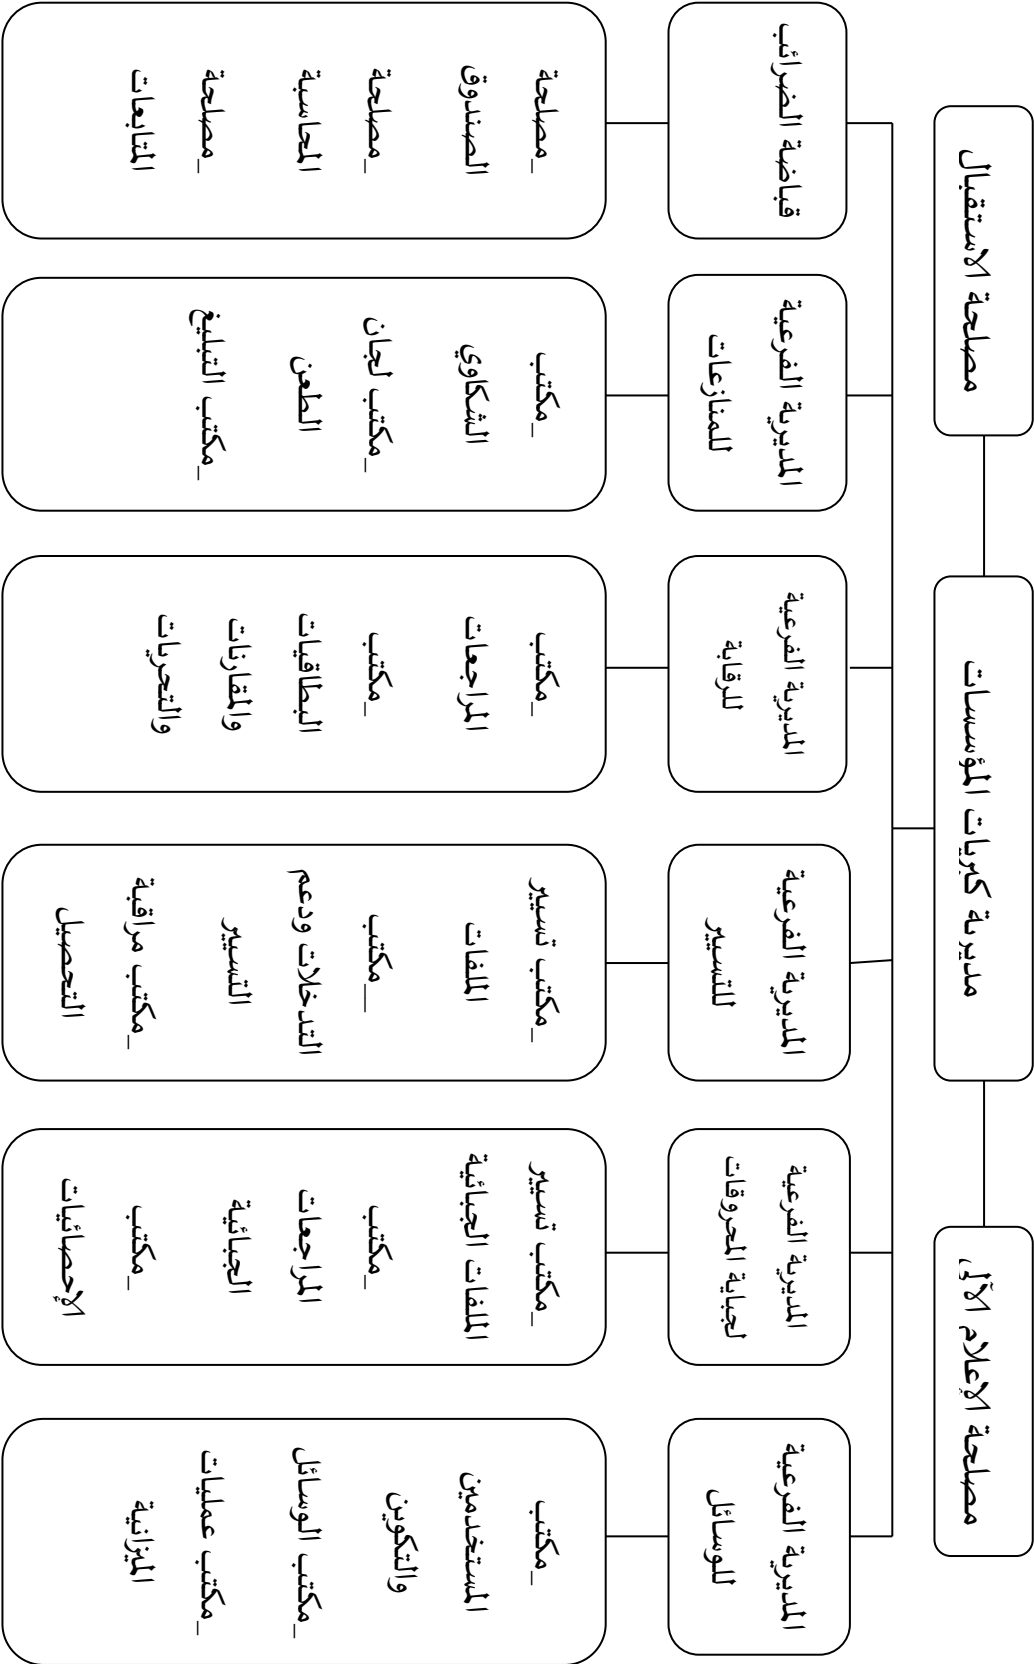 مصلحة الإعلام الآلي
مديرية كبريات المؤسسات
مصلحة الاستقبال
المديرية الفرعية
للوسائل
المديرية الفرعية
لجباية المحروقات
المديرية الفرعية
للتسيير
المديرية الفرعية
للرقابة
المديرية الفرعية
للمنازعات
قباضة الضرائب
_مكتب
المستخدمين
والتكوين
_مكتب الوسائل
_مكتب عمليات
الميزانية
_مكتب تسيير
الملفات الجبائية
_مكتب
المراجعات
الجبائية
_مكتب
الإحصائيات
_مكتب تسيير
الملفات
__مكتب
التدخلات ودعم
التسيير
_مكتب مراقبة
التحصيل
_مكتب
المراجعات
_مكتب
البطاقيات
والمقارنات
والتحريات
_مكتب
الشكاوي
_مكتب لجان
الطعن
_مكتب التبليغ
_مصلحة
الصندوق
_مصلحة
المحاسبة
_مصلحة
المتابعات